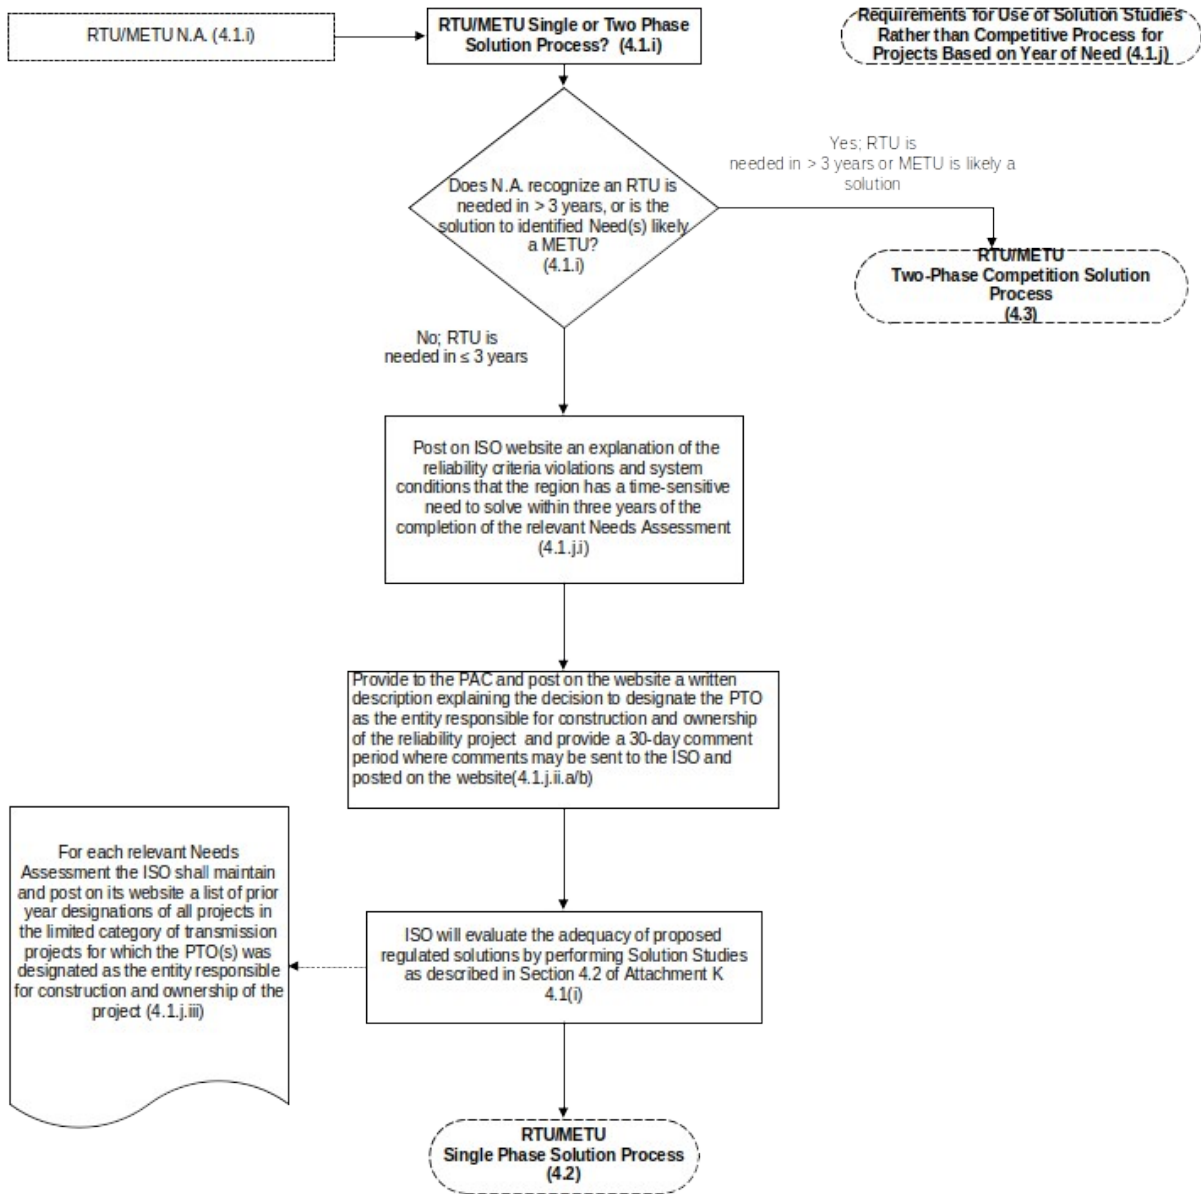 RTU/METU N.A. (4.1.i)
RTU/METU Single or Two Phase
Solution Process?  (4.1.i)
Requirements for Use of Solution Studies
Rather than Competitive Process for
Projects Based on Year of Need (4.1.j)
Does N.A. recognize an RTU is
needed in > 3 years, or is the
solution to identified Need(s) likely
a METU?
(4.1.i)
Yes; RTU is
needed in > 3 years or METU is likely a
solution
RTU/METU
Two-Phase Competition Solution
Process
(4.3)
No; RTU is
needed in ≤ 3 years
Post on ISO website an explanation of the
reliability criteria violations and system
conditions that the region has a time-sensitive
need to solve within three years of the
completion of the relevant Needs Assessment
(4.1.j.i)
Provide to the PAC and post on the website a written
description explaining the decision to designate the PTO
as the entity responsible for construction and ownership
of the reliability project  and provide a 30-day comment
period where comments may be sent to the ISO and
posted on the website(4.1.j.ii.a/b)
For each relevant Needs
Assessment the ISO shall maintain
and post on its website a list of prior
year designations of all projects in
the limited category of transmission
projects for which the PTO(s) was
designated as the entity responsible
for construction and ownership of the
project (4.1.j.iii)
ISO will evaluate the adequacy of proposed
regulated solutions by performing Solution Studies
as described in Section 4.2 of Attachment K
4.1(i)
RTU/METU
Single Phase Solution Process
(4.2)